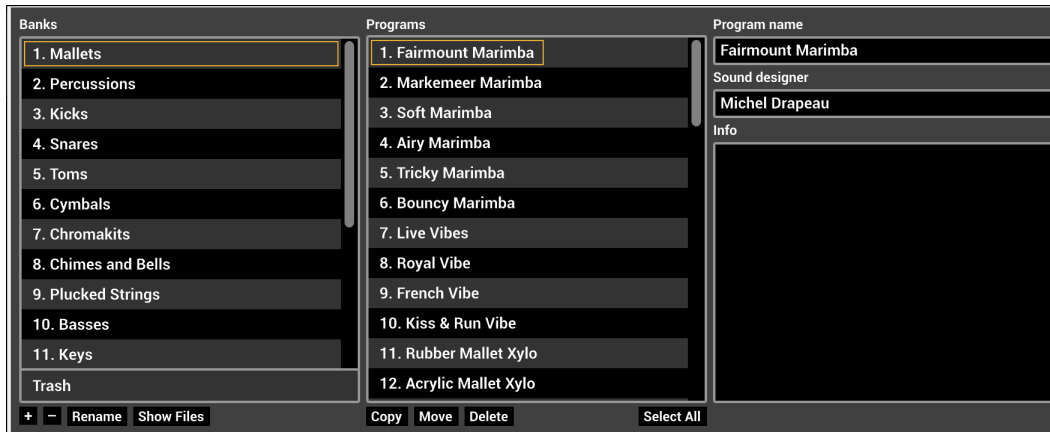 Banks
1. Mallets
2. Percussions
3. Kicks
4. Snares
5. Toms
6. Cymbals
7. Chromakits
8. Chimes and Bells
9. Plucked Strings
10. Basses
11. Keys
Trash
+ − Rename Show Files
Programs
1. Fairmount Marimba
2. Markemeer Marimba
3. Soft Marimba
4. Airy Marimba
5. Tricky Marimba
6. Bouncy Marimba
7. Live Vibes
8. Royal Vibe
9. French Vibe
10. Kiss & Run Vibe
11. Rubber Mallet Xylo
12. Acrylic Mallet Xylo
Copy Move Delete Select All
Program name
Fairmount Marimba
Sound designer
Michel Drapeau
Info